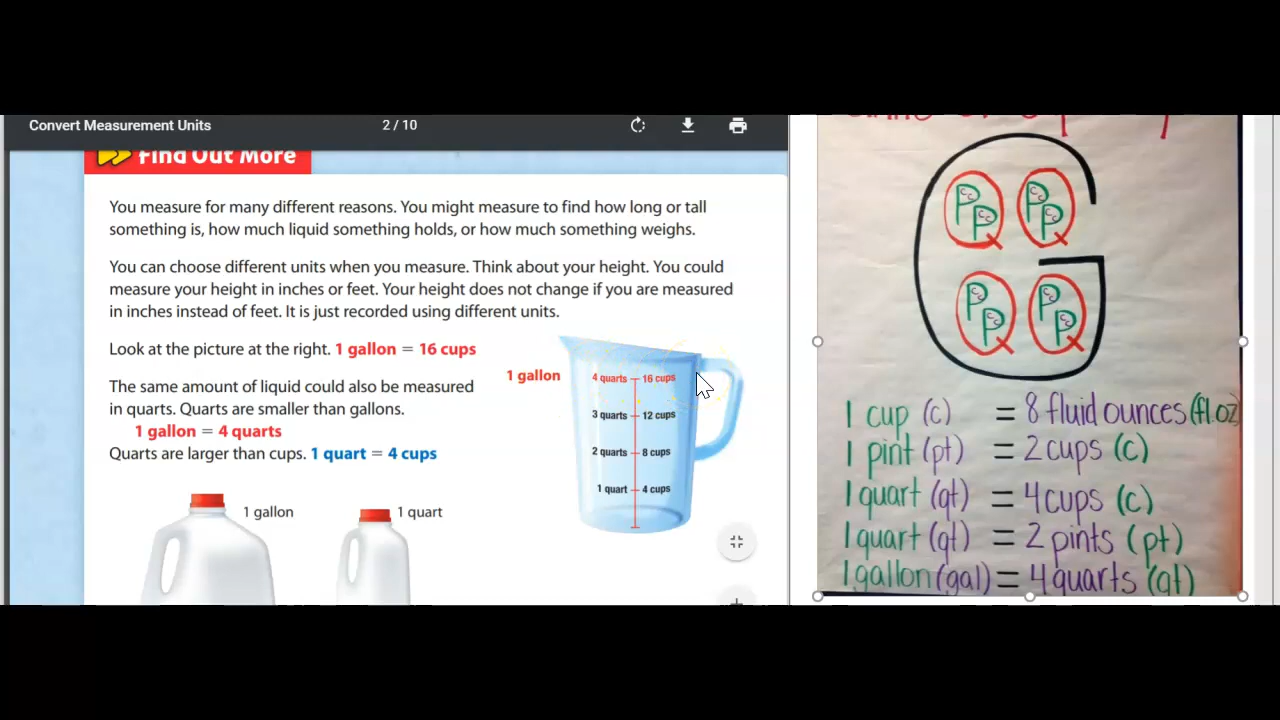 Convert Measurement Units
2 / 10
Find Out More
You measure for many different reasons. You might measure to find how long or tall
something is, how much liquid something holds, or how much something weighs.
You can choose different units when you measure. Think about your height. You could
measure your height in inches or feet. Your height does not change if you are measured
in inches instead of feet. It is just recorded using different units.
Look at the picture at the right. 1 gallon = 16 cups
The same amount of liquid could also be measured
in quarts. Quarts are smaller than gallons.
1 gallon = 4 quarts
Quarts are larger than cups. 1 quart = 4 cups
1 gallon
4 quarts 16 cups
3 quarts 12 cups
2 quarts 8 cups
1 quart 4 cups
1 gallon
1 quart
G
Q P C C P C C
Q P C C P C C
Q P C C P C C
Q P C C P C C
1 cup (c) = 8 fluid ounces (fl.oz)
1 pint (pt) = 2 cups (c)
1 quart (qt) = 4 cups (c)
1 quart (qt) = 2 pints (pt)
1 gallon (gal) = 4 quarts (qt)